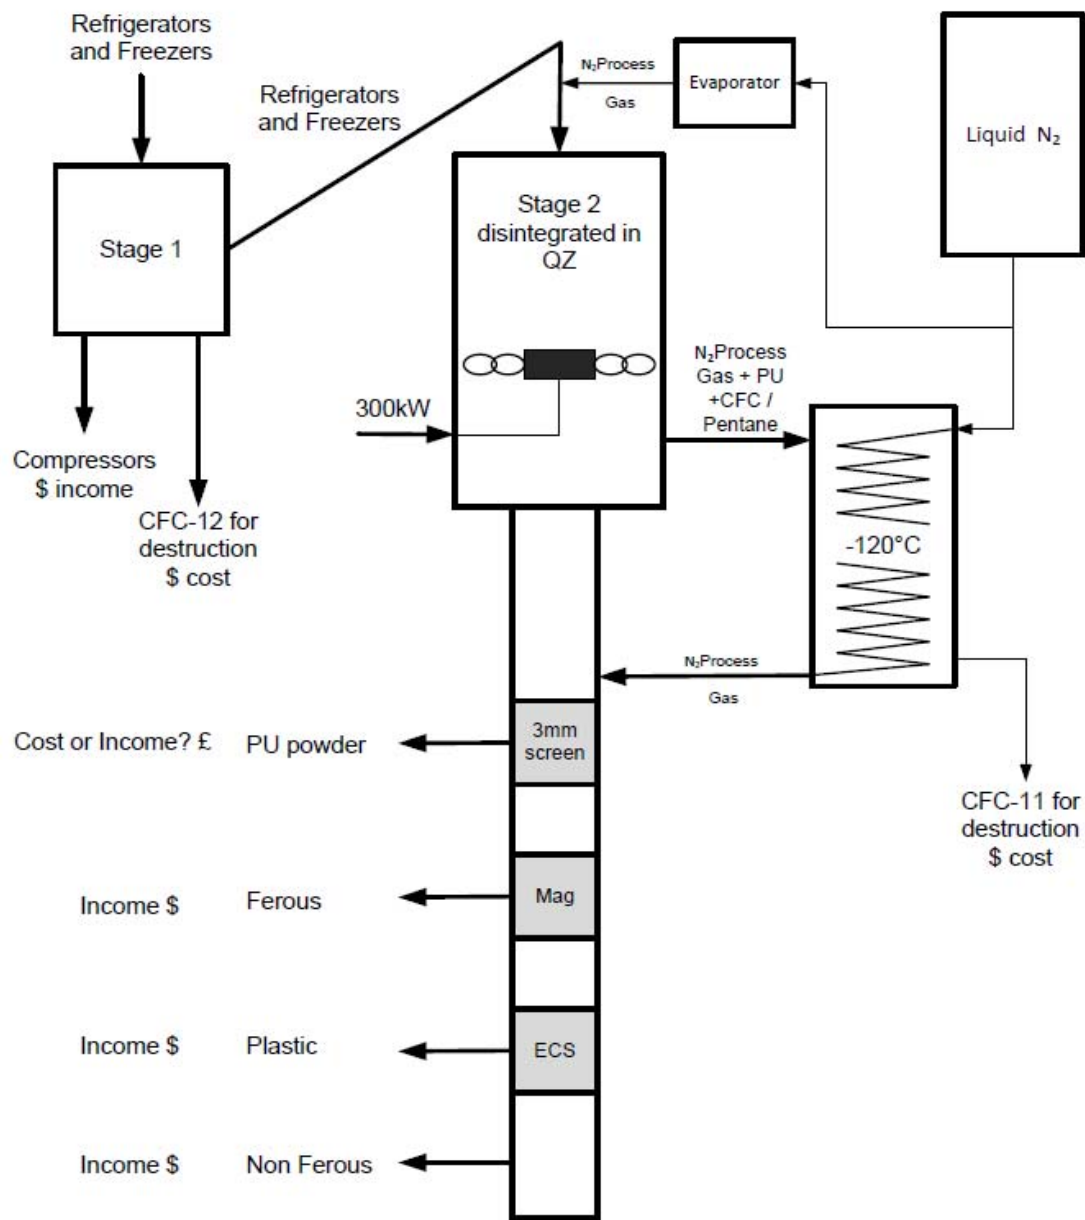 Refrigerators
and Freezers
Refrigerators
and Freezers
N₂Process
Gas
Evaporator
Liquid N₂
Stage 1
Stage 2
disintegrated in
QZ
N₂Process
Gas + PU
+CFC /
Pentane
300kW
Compressors
$ income
CFC-12 for
destruction
$ cost
-120°C
N₂Process
Gas
Cost or Income? £
PU powder
3mm
screen
CFC-11 for
destruction
$ cost
Income $
Ferous
Mag
Income $
Plastic
ECS
Income $
Non Ferous